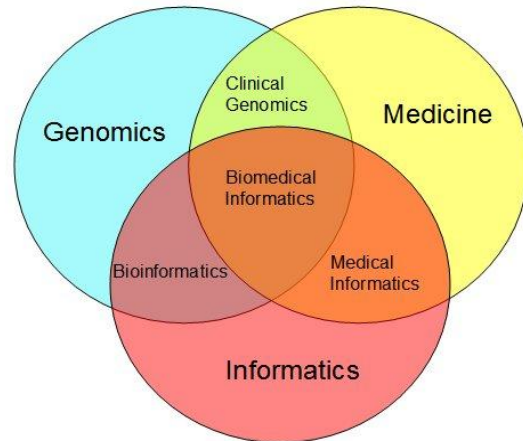 Clinical
Genomics
Genomics
Medicine
Biomedical
Informatics
Bioinformatics
Medical
Informatics
Informatics